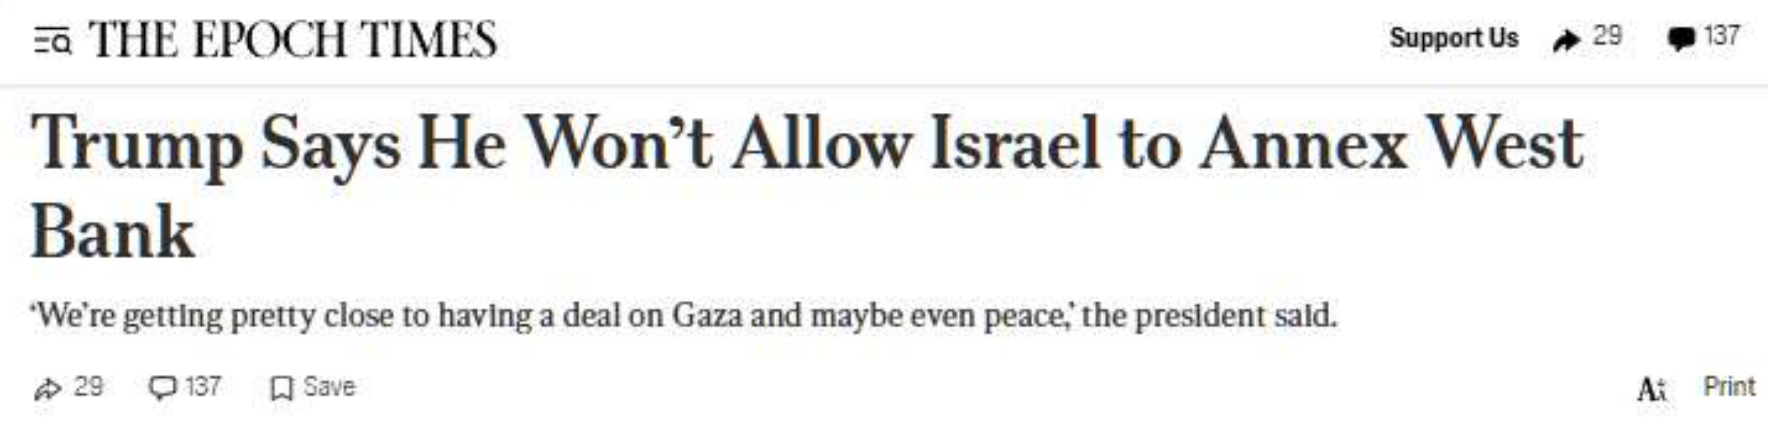 THE EPOCH TIMES Support Us 29 137
Trump Says He Won’t Allow Israel to Annex West
Bank
‘We’re getting pretty close to having a deal on Gaza and maybe even peace,’ the president said.
29 137 Save A Print